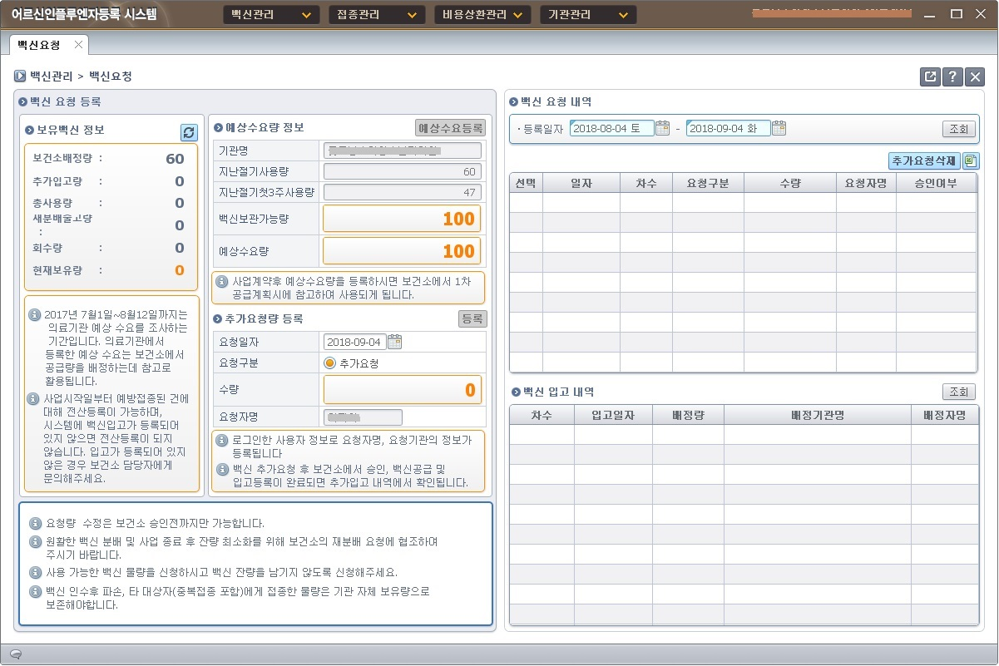 어르신인플루엔자등록 시스템
백신관리
접종관리
비용상환관리
기관관리
백신요청
백신관리 > 백신요청
백신 요청 등록
보유백신 정보
보건소배정량 : 60
추가입고량 : 0
총사용량 : 0
재분배출고량 : 0
회수량 : 0
현재보유량 : 0
2017년 7월1일~8월12일까지는
의료기관 예상 수요를 조사하는
기간입니다. 의료기관에서
등록한 예상 수요는 보건소에서
공급량을 배정하는데 참고로
활용됩니다.
사업시작일부터 예방접종된 건에
대해 전산등록이 가능하며,
시스템에 백신입고가 등록되어
있지 않으면 전산등록이 되지
않습니다. 입고가 등록되어 있지
않은 경우 보건소 담당자에게
문의해주세요.
예상수요량 정보
예상수요등록
기관명
지난절기사용량 60
지난절기첫3주사용량 47
백신보관가능량 100
예상수요량 100
사업계약후 예상수요량을 등록하시면 보건소에서 1차
공급계획시에 참고하여 사용되게 됩니다.
추가요청량 등록
등록
요청일자 2018-09-04
요청구분 추가요청
수량 0
요청자명
로그인한 사용자 정보로 요청자명, 요청기관의 정보가
등록됩니다
백신 추가요청 후 보건소에서 승인, 백신공급 및
입고등록이 완료되면 추가입고 내역에서 확인됩니다.
요청량 수정은 보건소 승인전까지만 가능합니다.
원활한 백신 분배 및 사업 종료 후 잔량 최소화를 위해 보건소의 재분배 요청에 협조하여
주시기 바랍니다.
사용 가능한 백신 물량을 신청하시고 백신 잔량을 남기지 않도록 신청해주세요.
백신 인수후 파손, 타 대상자(중복접종 포함)에게 접종한 물량은 기관 자체 보유량으로
보존해야합니다.
백신 요청 내역
· 등록일자 2018-08-04 토 - 2018-09-04 화
조회
추가요청삭제
선택 일자 차수 요청구분 수량 요청자명 승인여부
백신 입고 내역
조회
차수 입고일자 배정량 배정기관명 배정자명